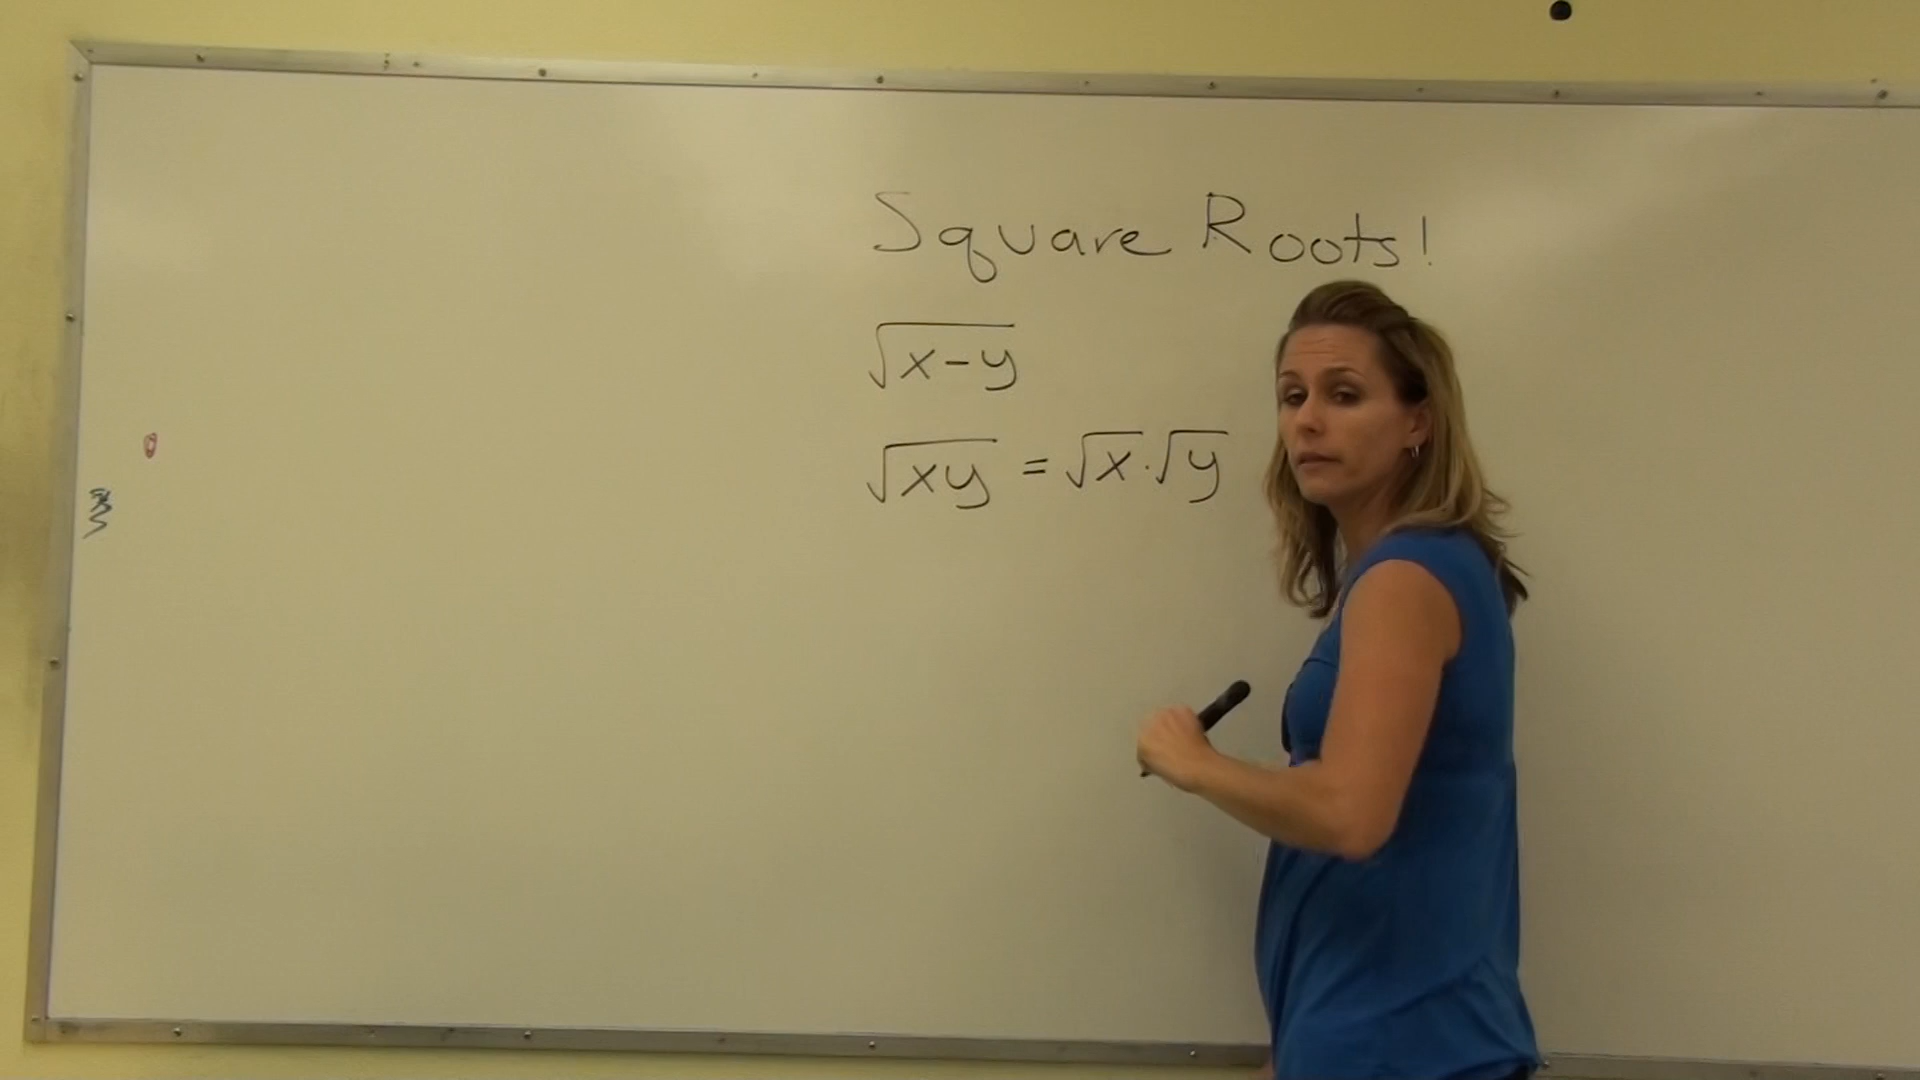 Square Roots!
√x-y
√xy = √x·√y